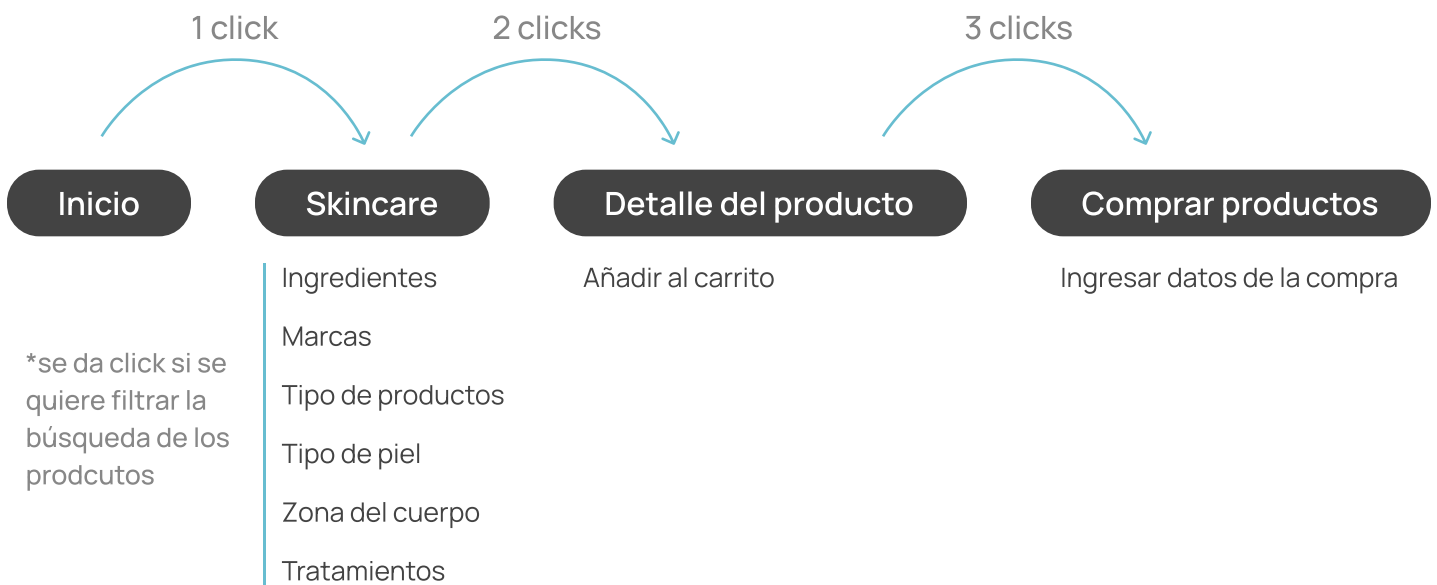 1 click
2 clicks
3 clicks
Inicio
Skincare
Detalle del producto
Comprar productos
Ingredientes
Marcas
Tipo de productos
Tipo de piel
Zona del cuerpo
Tratamientos
Añadir al carrito
Ingresar datos de la compra
*se da click si se
quiere filtrar la
búsqueda de los
prodcutos